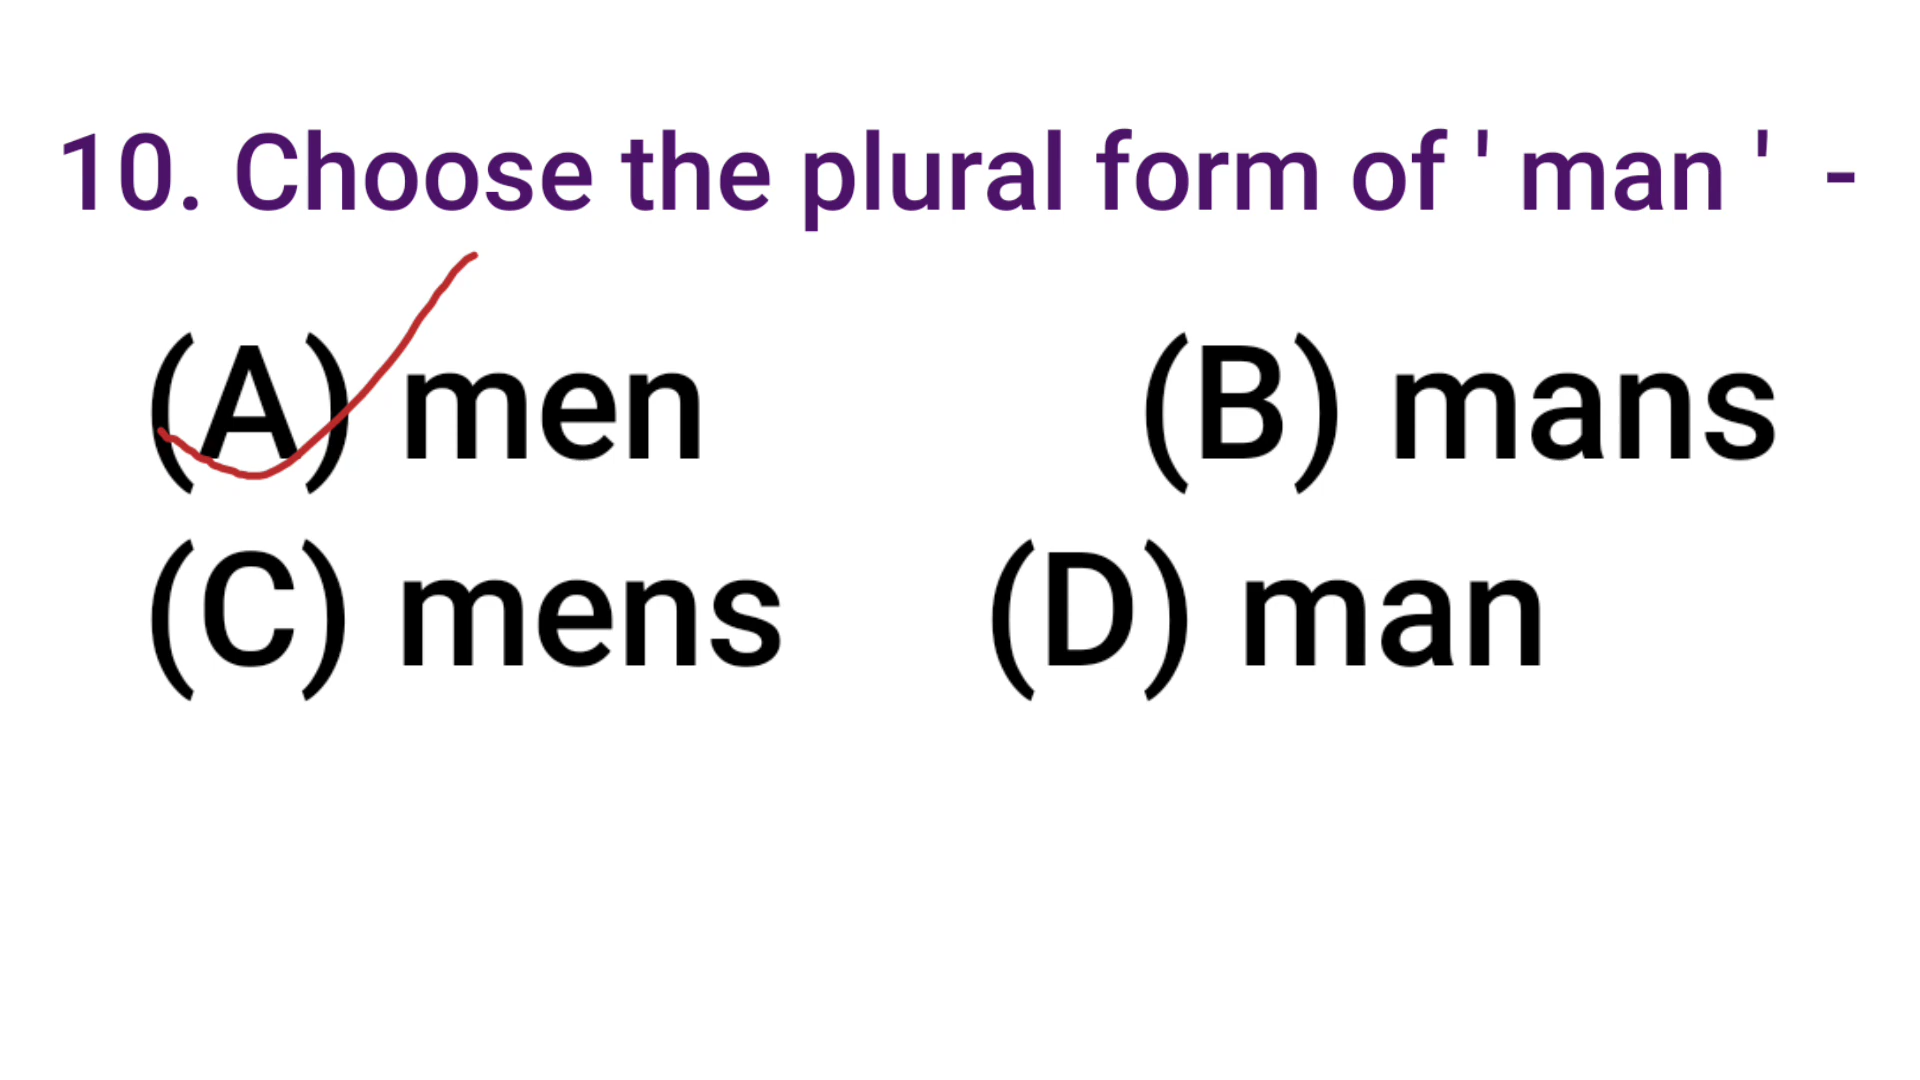 10. Choose the plural form of ' man '  -
(A) men (B) mans
(C) mens (D) man